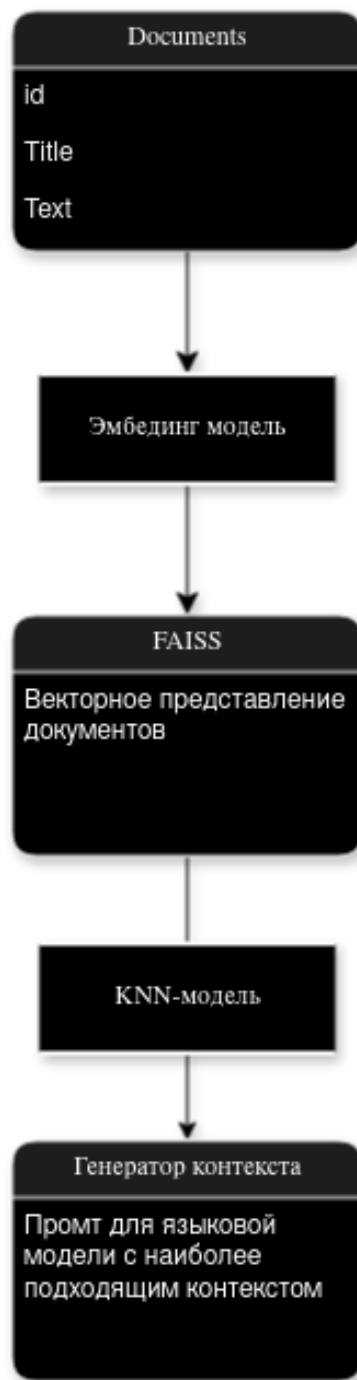 Documents
id
Title
Text
Эмбединг модель
FAISS
Векторное представление
документов
KNN-модель
Генератор контекста
Промт для языковой
модели с наиболее
подходящим контекстом